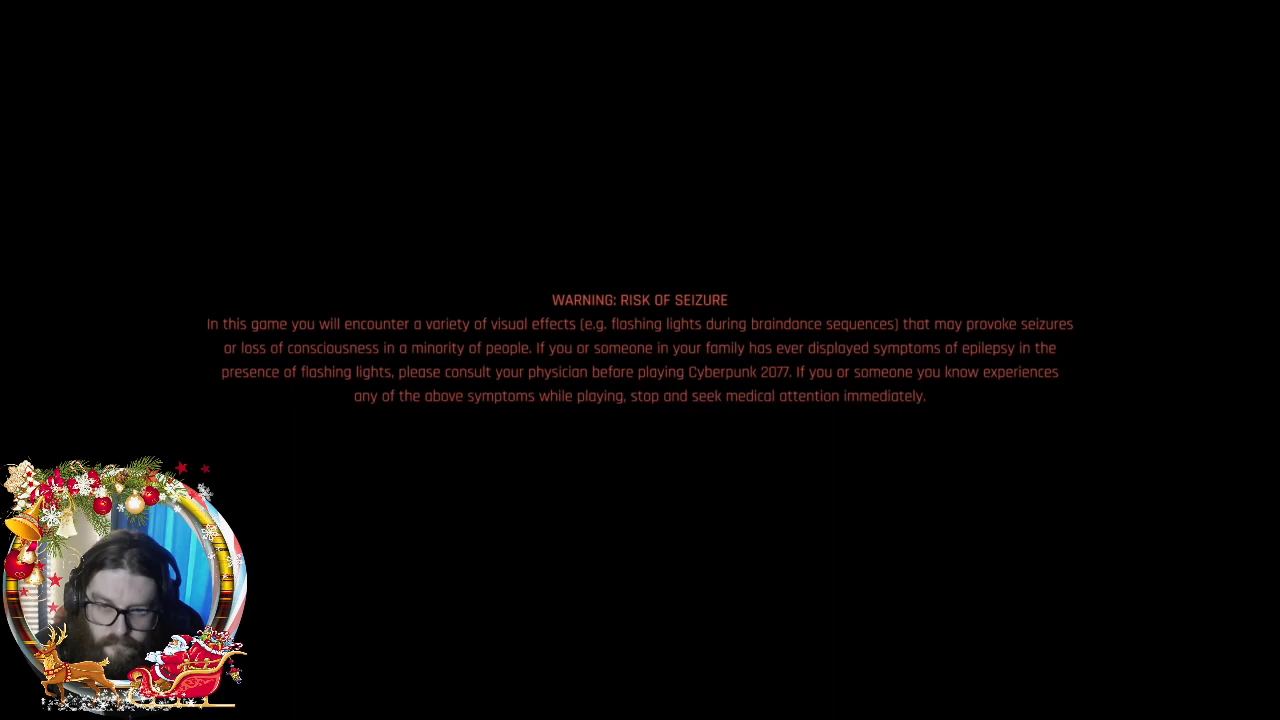 WARNING: RISK OF SEIZURE
In this game you will encounter a variety of visual effects (e.g. flashing lights during braindance sequences) that may provoke seizures
or loss of consciousness in a minority of people. If you or someone in your family has ever displayed symptoms of epilepsy in the
presence of flashing lights, please consult your physician before playing Cyberpunk 2077. If you or someone you know experiences
any of the above symptoms while playing, stop and seek medical attention immediately.